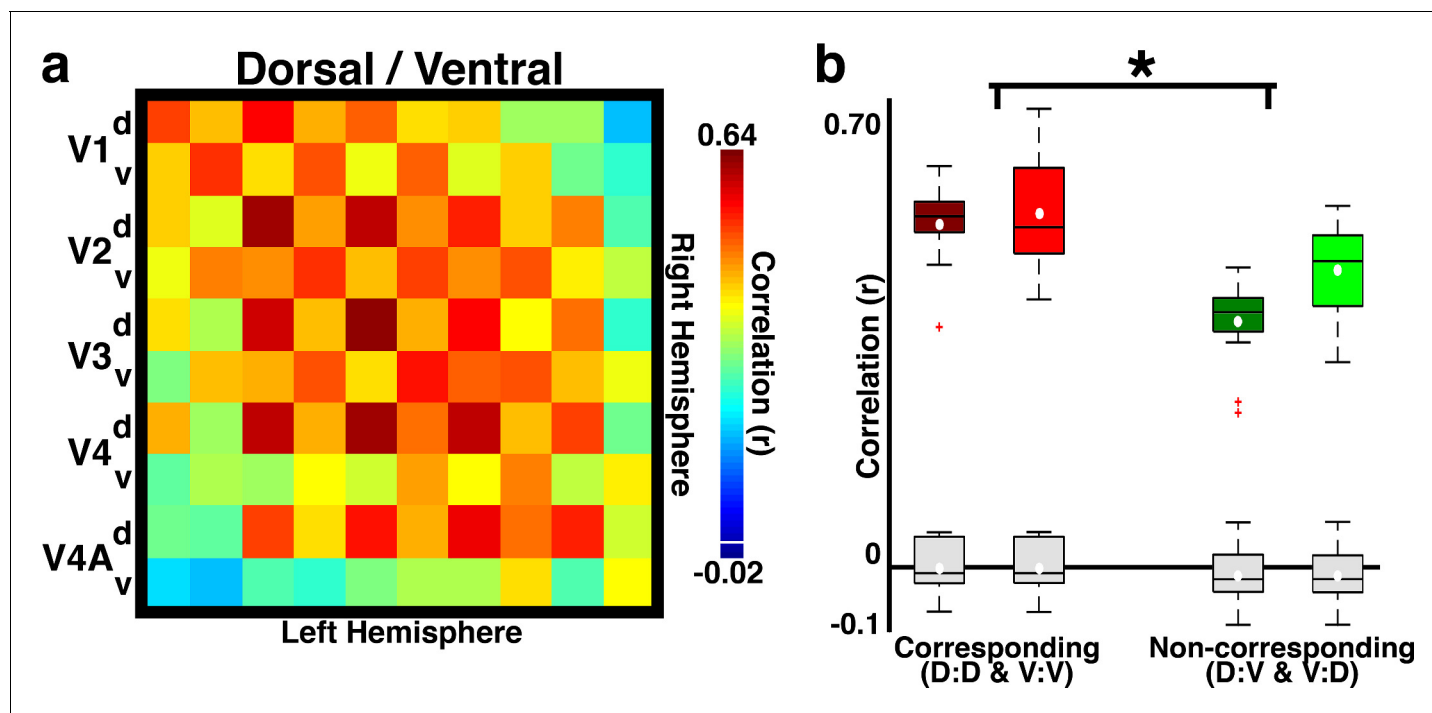 a
Dorsal / Ventral
V1
d
v
V2
d
v
V3
d
v
V4
d
v
V4A
d
v
Left Hemisphere
Right Hemisphere
0.64
Correlation (r)
-0.02
b
*
0.70
0
-0.1
Correlation (r)
Corresponding
(D:D & V:V)
Non-corresponding
(D:V & V:D)